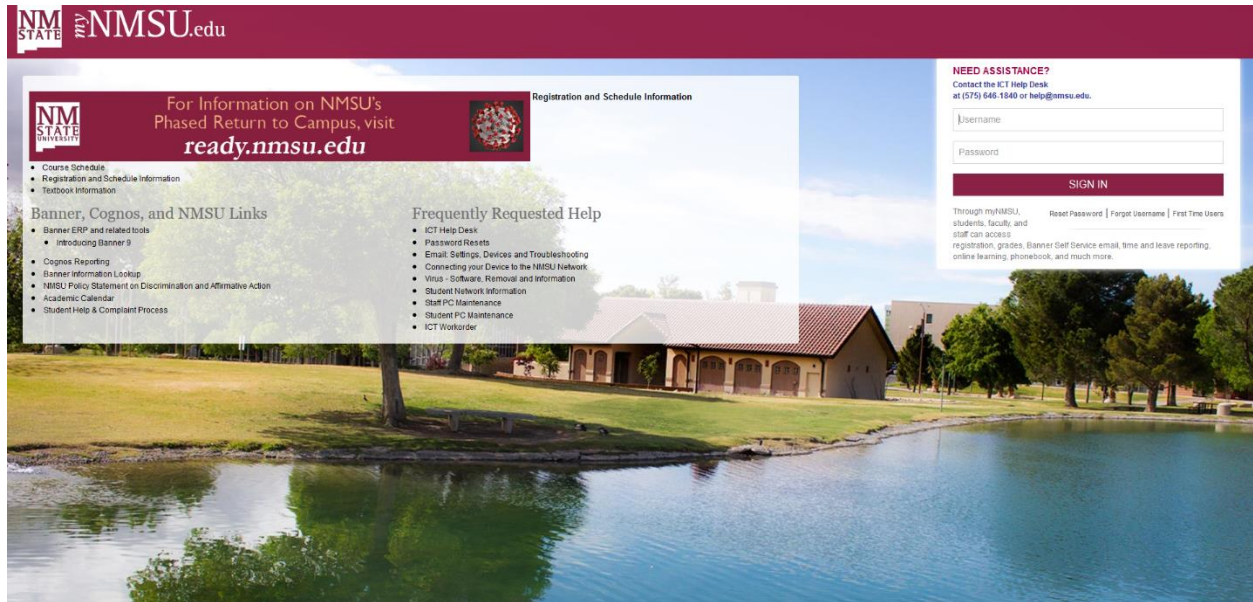 NM
STATE
myNMSU.edu
NM
STATE
UNIVERSITY
For Information on NMSU's
Phased Return to Campus, visit
ready.nmsu.edu
Registration and Schedule Information
Course Schedule
Registration and Schedule Information
Textbook Information
Banner, Cognos, and NMSU Links
Banner ERP and related tools
Introducing Banner 9
Cognos Reporting
Banner Information Lookup
NMSU Policy Statement on Discrimination and Affirmative Action
Academic Calendar
Student Help & Complaint Process
Frequently Requested Help
ICT Help Desk
Password Resets
Email: Settings, Devices and Troubleshooting
Connecting your Device to the NMSU Network
Virus - Software, Removal and Information
Student Network Information
Staff PC Maintenance
Student PC Maintenance
ICT Workorder
NEED ASSISTANCE?
Contact the ICT Help Desk
at (575) 646-1840 or help@nmsu.edu.
Username
Password
SIGN IN
Reset Password | Forgot Username | First Time Users
Through myNMSU,
students, faculty, and
staff can access
registration, grades, Banner Self Service email, time and leave reporting,
online learning, phonebook, and much more.